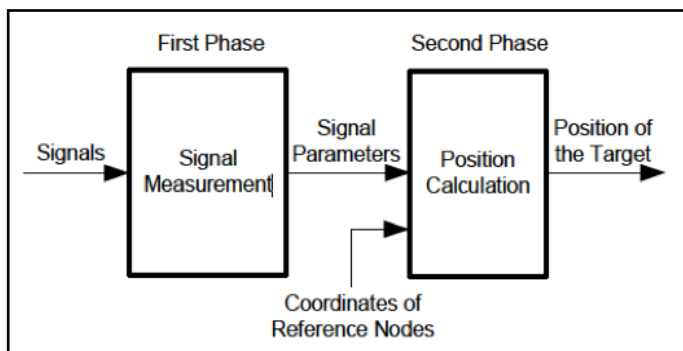 First Phase
Second Phase
Signals
Signal
Measurement
Signal
Parameters
Position
Calculation
Position of
the Target
Coordinates of
Reference Nodes